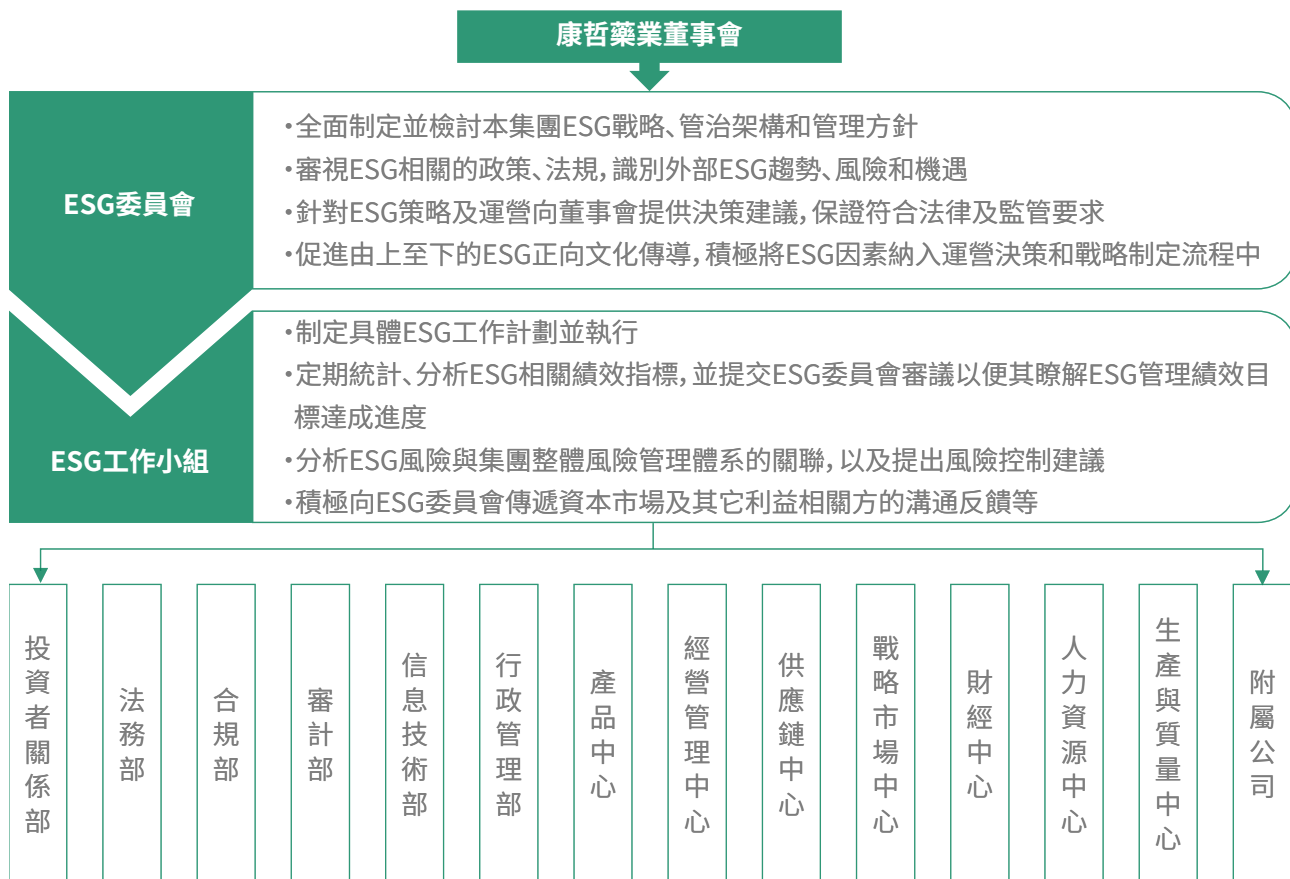 康哲藥業董事會
ESG委員會
•全面制定並檢討本集團ESG戰略、管治架構和管理方針
•審視ESG相關的政策、法規，識別外部ESG趨勢、風險和機遇
•針對ESG策略及運營向董事會提供決策建議，保證符合法律及監管要求
•促進由上至下的ESG正向文化傳導，積極將ESG因素納入運營決策和戰略制定流程中
ESG工作小組
•制定具體ESG工作計劃並執行
•定期統計、分析ESG相關績效指標，並提交ESG委員會審議以便其瞭解ESG管理績效目
標達成進度
•分析ESG風險與集團整體風險管理體系的關聯，以及提出風險控制建議
•積極向ESG委員會傳遞資本市場及其它利益相關方的溝通反饋等
投資者關係部
法務部
合規部
審計部
信息技術部
行政管理部
產品中心
經營管理中心
供應鏈中心
戰略市場中心
財經中心
人力資源中心
生產與質量中心
附屬公司